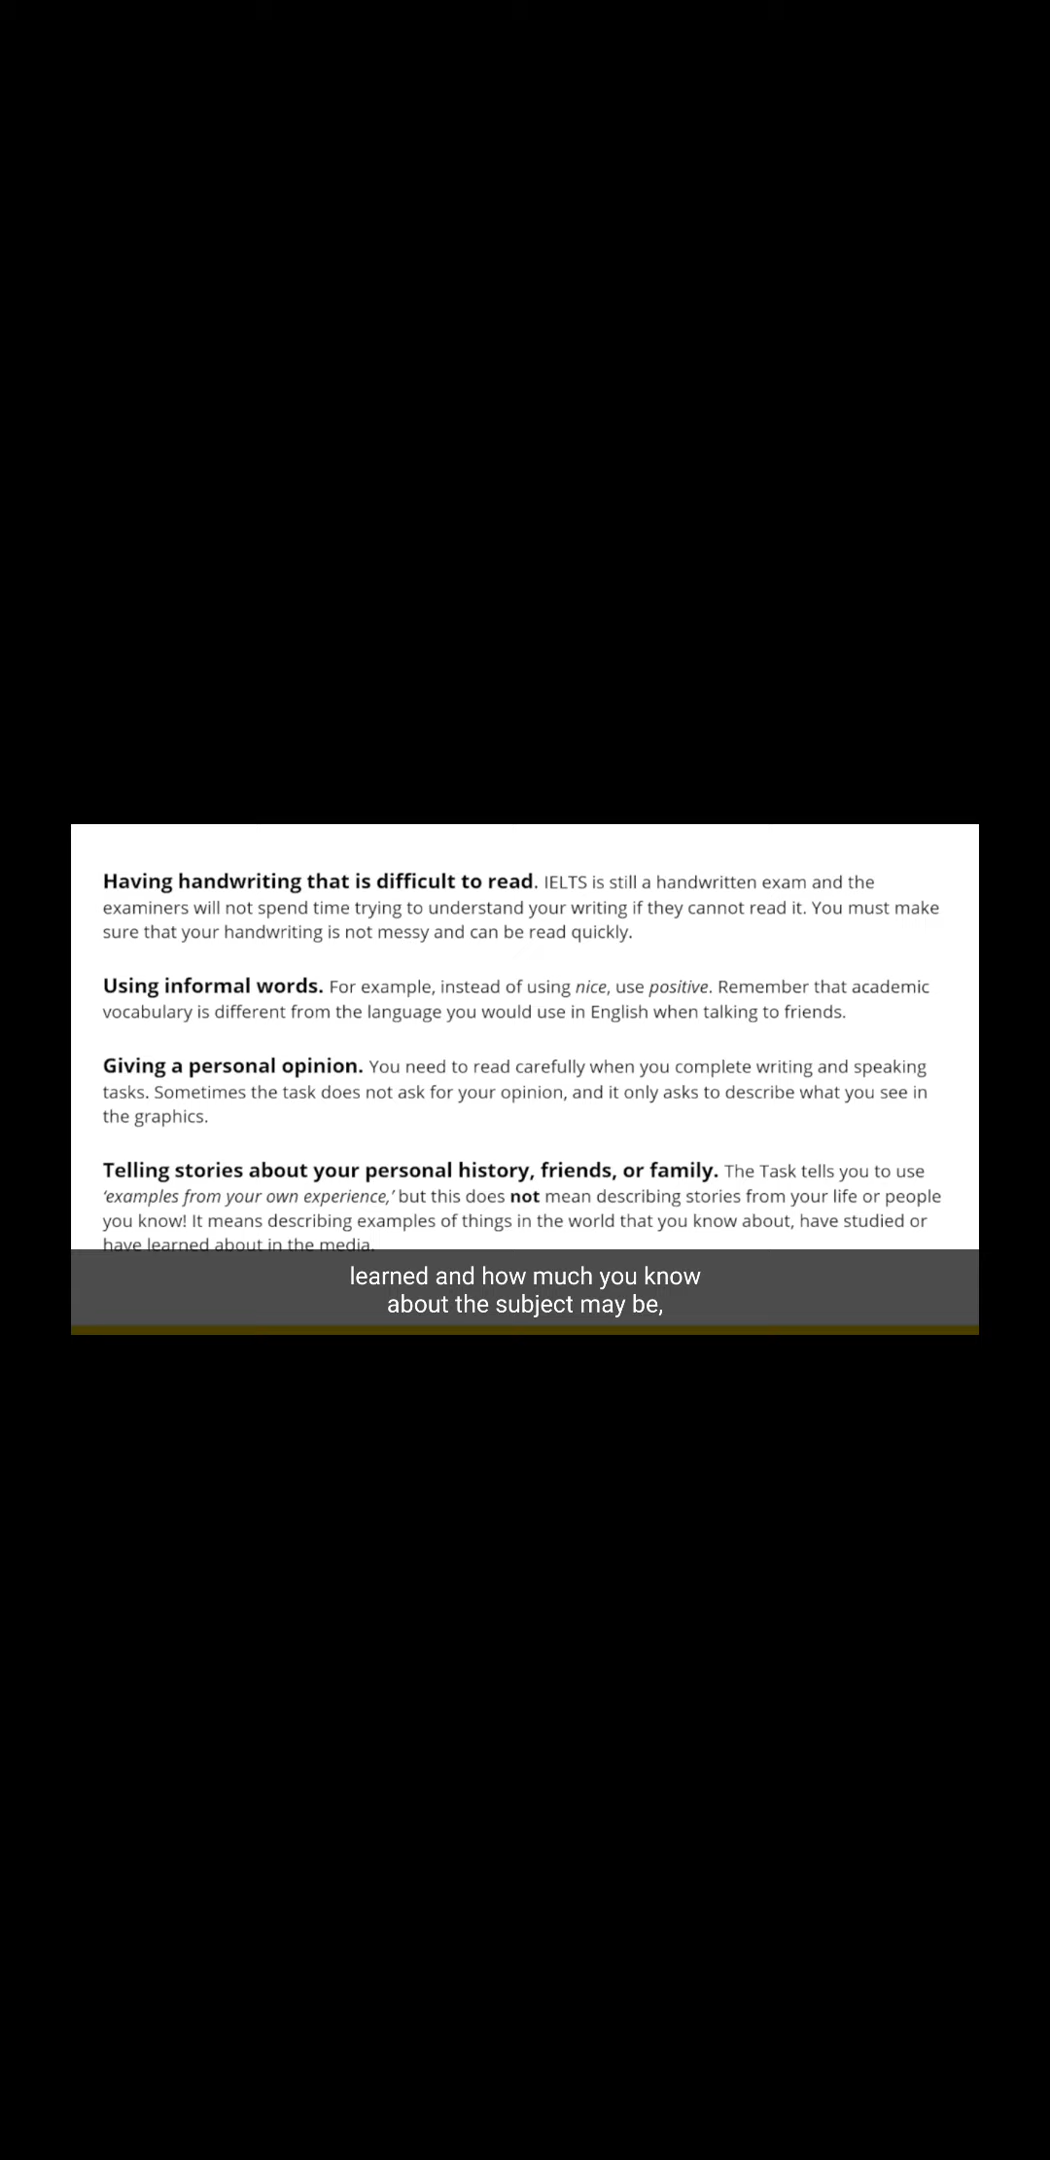 Having handwriting that is difficult to read. IELTS is still a handwritten exam and the
examiners will not spend time trying to understand your writing if they cannot read it. You must make
sure that your handwriting is not messy and can be read quickly.
Using informal words. For example, instead of using nice, use positive. Remember that academic
vocabulary is different from the language you would use in English when talking to friends.
Giving a personal opinion. You need to read carefully when you complete writing and speaking
tasks. Sometimes the task does not ask for your opinion, and it only asks to describe what you see in
the graphics.
Telling stories about your personal history, friends, or family. The Task tells you to use
‘examples from your own experience,’ but this does not mean describing stories from your life or people
you know! It means describing examples of things in the world that you know about, have studied or
have learned about in the media.
learned and how much you know
about the subject may be,